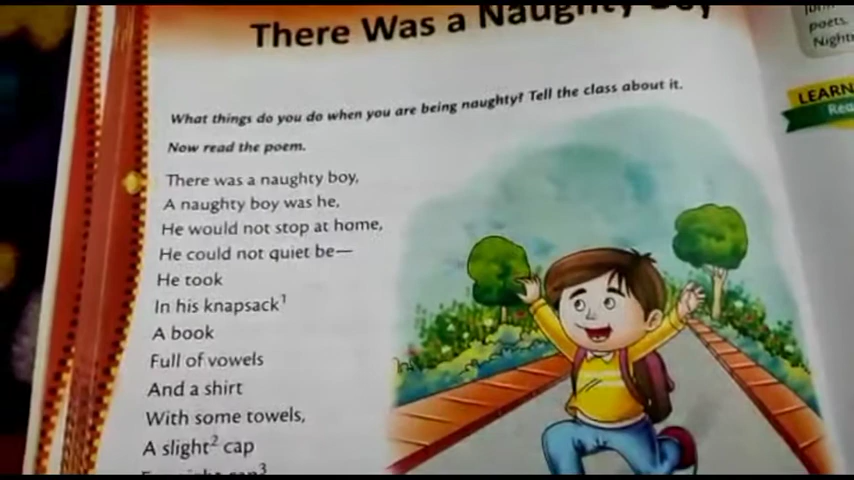 There Was a Naughty Boy
What things do you do when you are being naughty? Tell the class about it.
Now read the poem.
There was a naughty boy,
A naughty boy was he,
He would not stop at home,
He could not quiet be—
He took
In his knapsack¹
A book
Full of vowels
And a shirt
With some towels,
A slight² cap
poets.
LEARN